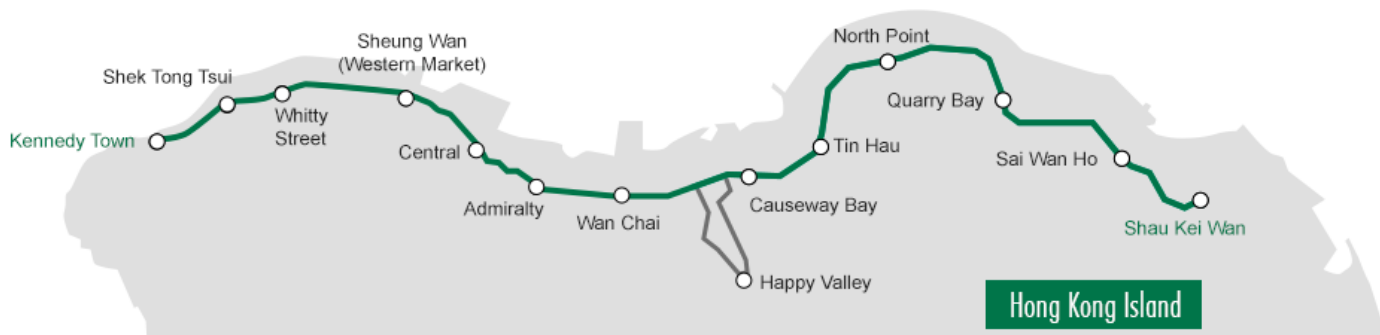 Kennedy Town
Shek Tong Tsui
Whitty
Street
Sheung Wan
(Western Market)
Central
Admiralty
Wan Chai
Causeway Bay
Happy Valley
Tin Hau
North Point
Quarry Bay
Sai Wan Ho
Shau Kei Wan
Hong Kong Island